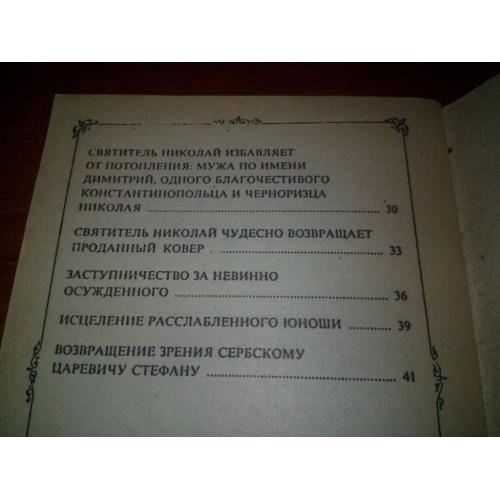 СВЯТИТЕЛЬ НИКОЛАЙ ИЗБАВЛЯЕТ
ОТ ПОТОПЛЕНИЯ: МУЖА ПО ИМЕНИ
ДИМИТРИЙ, ОДНОГО БЛАГОЧЕСТИВОГО
КОНСТАНТИНОПОЛЬЦА И ЧЕРНОРИЗЦА
НИКОЛАЯ ........................................ 30
СВЯТИТЕЛЬ НИКОЛАЙ ЧУДЕСНО ВОЗВРАЩАЕТ
ПРОДАННЫЙ КОВЕР .............................. 33
ЗАСТУПНИЧЕСТВО ЗА НЕВИННО
ОСУЖДЕННОГО ................................... 36
ИСЦЕЛЕНИЕ РАССЛАБЛЕННОГО ЮНОШИ .......... 39
ВОЗВРАЩЕНИЕ ЗРЕНИЯ СЕРБСКОМУ
ЦАРЕВИЧУ СТЕФАНУ .............................. 41